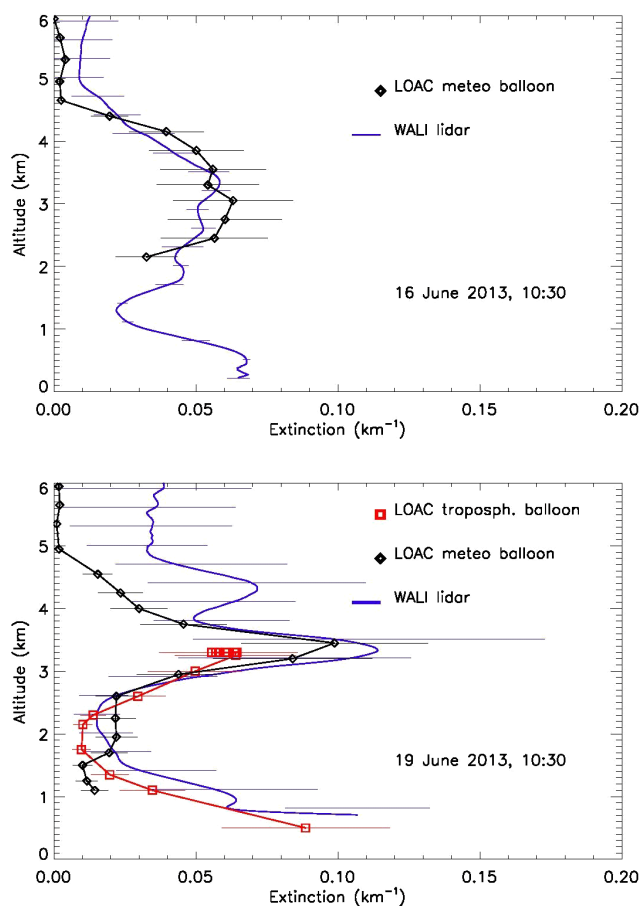 6
5
4
3
2
1
0
Altitude (km)
LOAC meteo balloon
WALI lidar
16 June 2013, 10:30
0.00 0.05 0.10 0.15 0.20
Extinction (km⁻¹)
6
5
4
3
2
1
0
Altitude (km)
LOAC troposph. balloon
LOAC meteo balloon
WALI lidar
19 June 2013, 10:30
0.00 0.05 0.10 0.15 0.20
Extinction (km⁻¹)